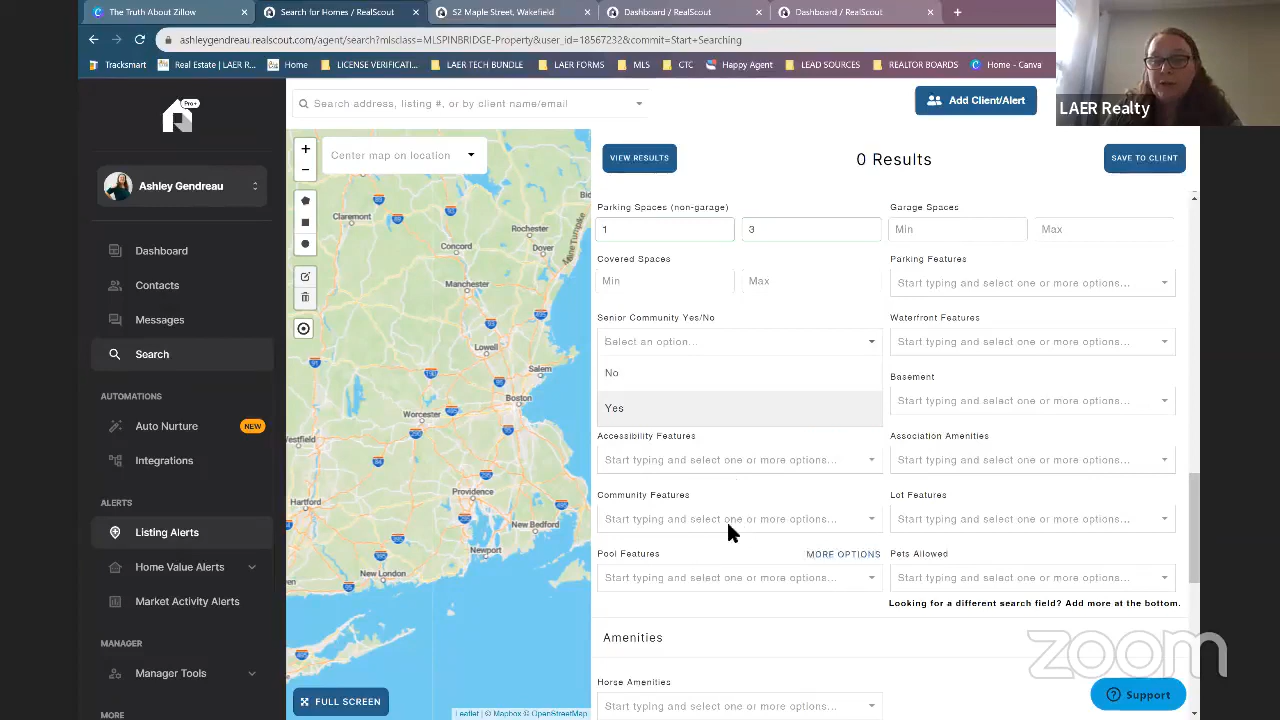 The Truth About Zillow
Search for Homes / RealScout
52 Maple Street, Wakefield
Dashboard / RealScout
Dashboard / RealScout
ashleygendreau.realscout.com/agent/search?mlsclass=MLSPINBRIDGE-Property&user_id=18567232&commit=Start+Searching
Tracksmart
Real Estate | LAER R...
Home
LICENSE VERIFICATI...
LAER TECH BUNDLE
LAER FORMS
MLS
CTC
Happy Agent
LEAD SOURCES
REALTOR BOARDS
Home - Canva
LAER Realty
Pro+
Ashley Gendreau
Dashboard
Contacts
Messages
Search
AUTOMATIONS
Auto Nurture
NEW
Integrations
ALERTS
Listing Alerts
Home Value Alerts
Market Activity Alerts
MANAGER
Manager Tools
MORE
Search address, listing #, or by client name/email
Add Client/Alert
+
−
Center map on location
Claremont
Concord
Rochester
Dover
Manchester
Lowell
Salem
Boston
Worcester
Hartford
Providence
New Bedford
Newport
New London
FULL SCREEN
Leaflet | © Mapbox © OpenStreetMap
VIEW RESULTS
0 Results
SAVE TO CLIENT
Parking Spaces (non-garage)
Garage Spaces
1
3
Min
Max
Covered Spaces
Parking Features
Min
Max
Start typing and select one or more options...
Senior Community Yes/No
Waterfront Features
Select an option...
Start typing and select one or more options...
No
Basement
Yes
Start typing and select one or more options...
Accessibility Features
Association Amenities
Start typing and select one or more options...
Start typing and select one or more options...
Community Features
Lot Features
Start typing and select one or more options...
Start typing and select one or more options...
Pool Features
MORE OPTIONS
Pets Allowed
Start typing and select one or more options...
Start typing and select one or more options...
Looking for a different search field? Add more at the bottom.
Amenities
Horse Amenities
Start typing and select one or more options...
zoom
Support